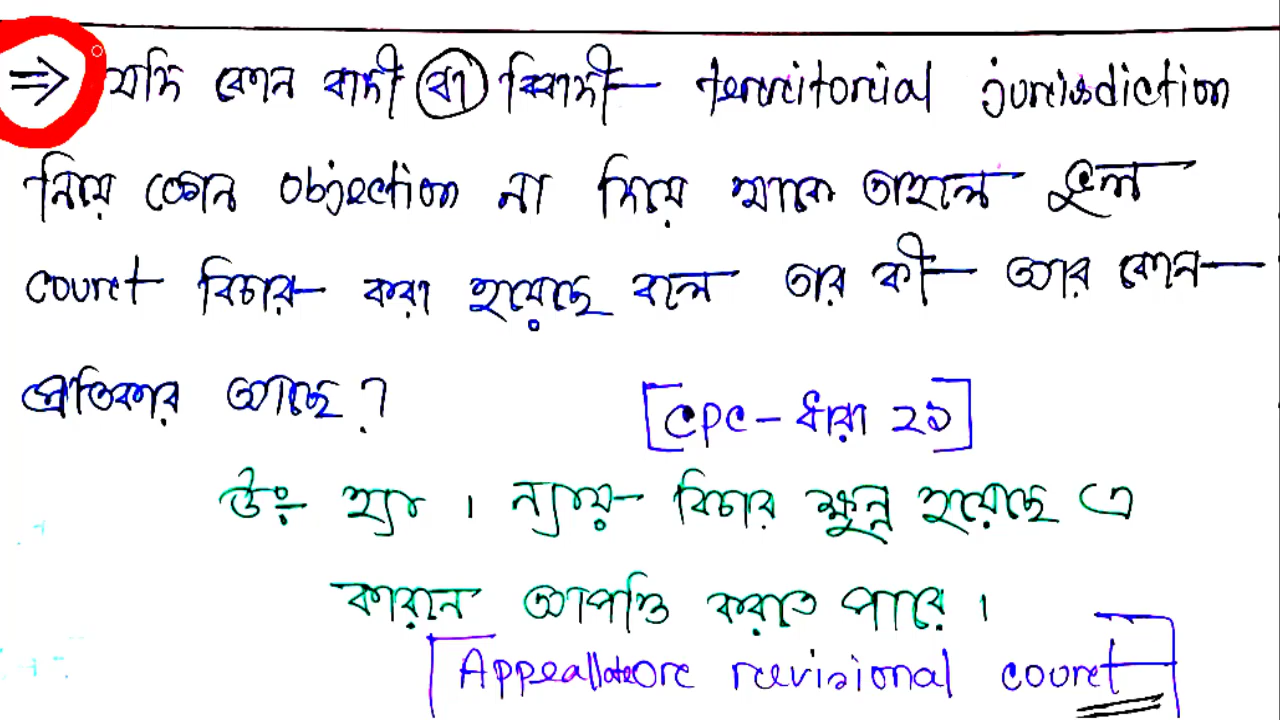 ⇒ যদি কোন বাদী বা বিবাদী territorial jurisdiction
নিয়ে কোন objection না দিয়ে থাকে তাহলে ভুল
court বিচার করা হয়েছে বলে তার কী আর কোন
প্রতিকার আছে?
[CPC - ধারা ২১]
উঃ হ্যা । ন্যায় বিচার ক্ষুন্ন হয়েছে এ
কারনে আপত্তি করতে পারে ।
[Appeallate or revisional court]